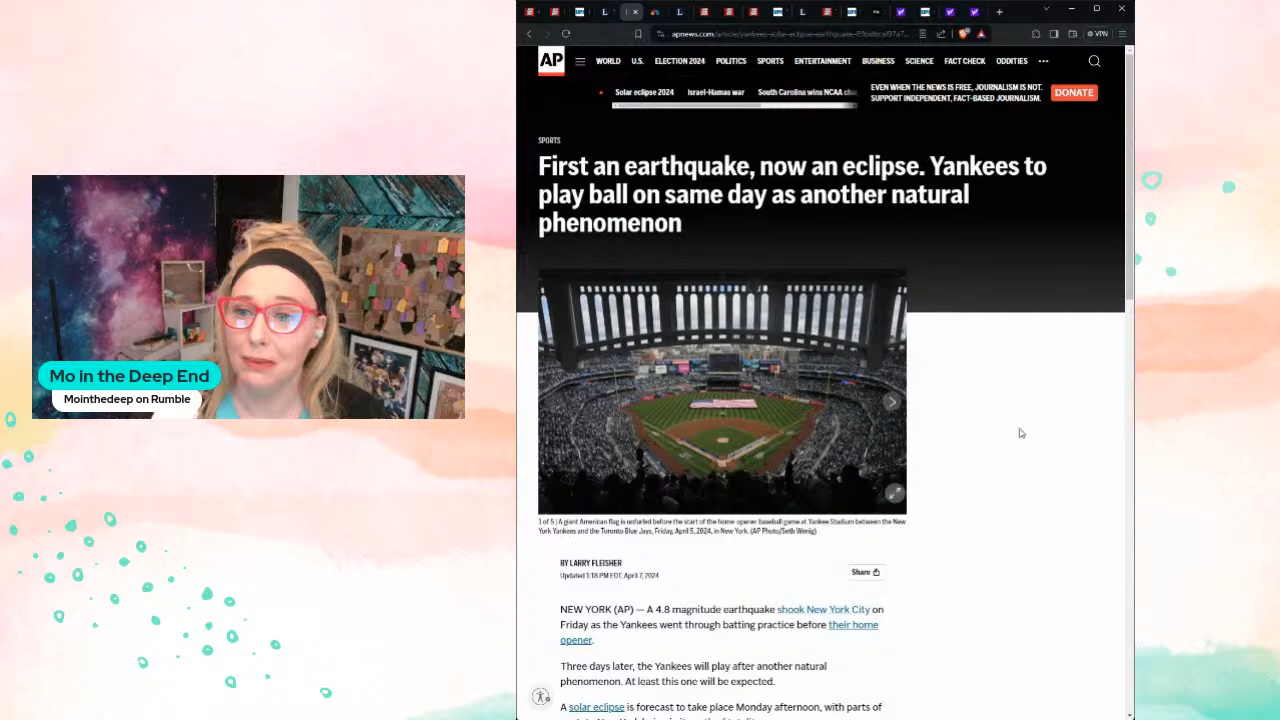 VPN
AP
WORLD U.S. ELECTION 2024 POLITICS SPORTS ENTERTAINMENT BUSINESS SCIENCE FACT CHECK ODDITIES
Solar eclipse 2024 Israel-Hamas war South Carolina wins NCAA
EVEN WHEN THE NEWS IS FREE, JOURNALISM IS NOT.
SUPPORT INDEPENDENT, FACT-BASED JOURNALISM.
DONATE
SPORTS
First an earthquake, now an eclipse. Yankees to
play ball on same day as another natural
phenomenon
Mo in the Deep End
Mointhedeep on Rumble
1 of 5 | A giant American flag is unfurled before the start of the home opener baseball game at Yankee Stadium between the New
York Yankees and the Toronto Blue Jays, Friday, April 5, 2024, in New York. (AP Photo/Seth Wenig)
BY LARRY FLEISHER
Updated 1:18 PM EDT, April 7, 2024
Share
NEW YORK (AP) — A 4.8 magnitude earthquake shook New York City on
Friday as the Yankees went through batting practice before their home
opener.
Three days later, the Yankees will play after another natural
phenomenon. At least this one will be expected.
A solar eclipse is forecast to take place Monday afternoon, with parts of